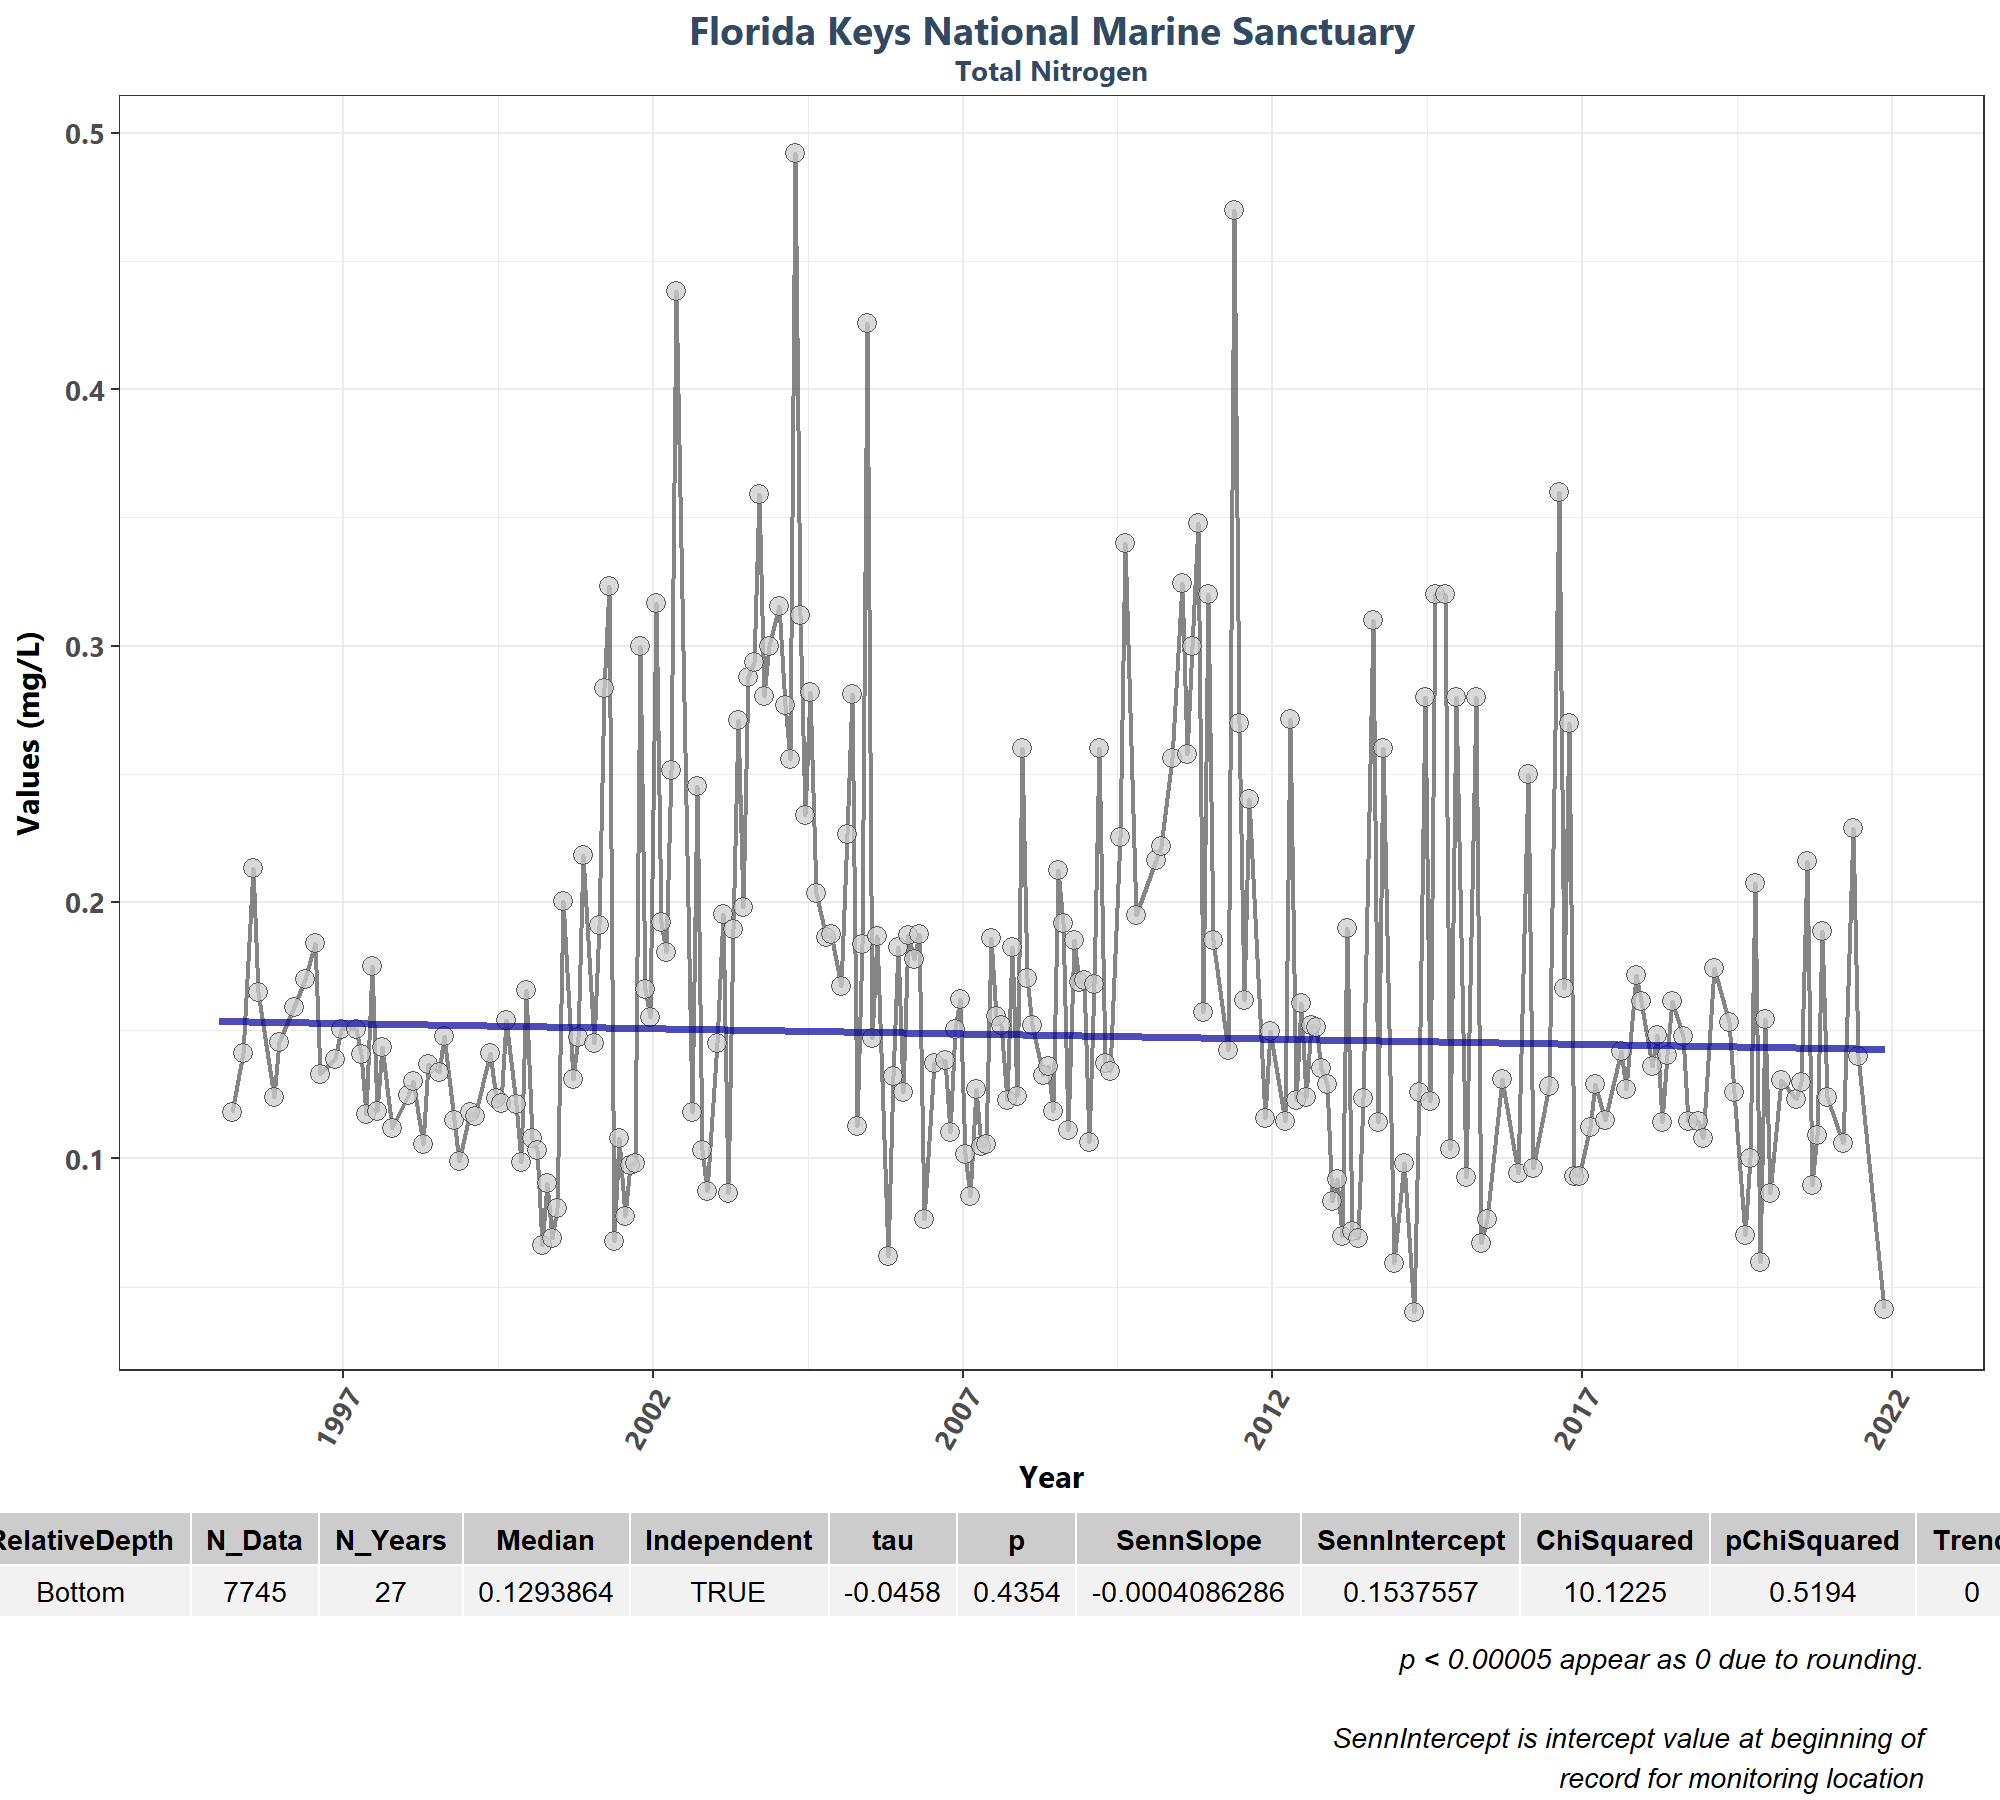 Florida Keys National Marine Sanctuary
Total Nitrogen
0.5
0.4
0.3
0.2
0.1
Values (mg/L)
1997 2002 2007 2012 2017 2022
Year
RelativeDepth N_Data N_Years Median Independent tau p SennSlope SennIntercept ChiSquared pChiSquared Trend
Bottom 7745 27 0.1293864 TRUE -0.0458 0.4354 -0.0004086286 0.1537557 10.1225 0.5194 0
p < 0.00005 appear as 0 due to rounding.
SennIntercept is intercept value at beginning of
record for monitoring location